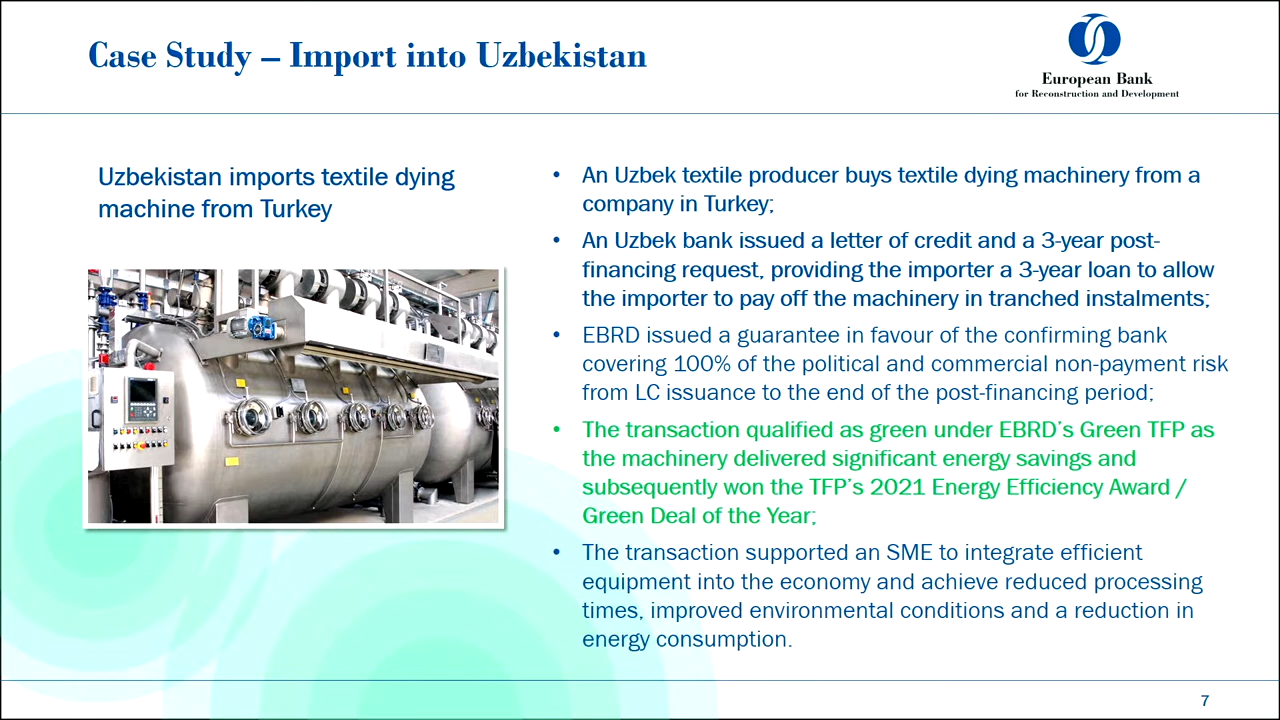 Case Study – Import into Uzbekistan
European Bank
for Reconstruction and Development
Uzbekistan imports textile dying
machine from Turkey
• An Uzbek textile producer buys textile dying machinery from a
company in Turkey;
• An Uzbek bank issued a letter of credit and a 3-year post-
financing request, providing the importer a 3-year loan to allow
the importer to pay off the machinery in tranched instalments;
• EBRD issued a guarantee in favour of the confirming bank
covering 100% of the political and commercial non-payment risk
from LC issuance to the end of the post-financing period;
• The transaction qualified as green under EBRD's Green TFP as
the machinery delivered significant energy savings and
subsequently won the TFP's 2021 Energy Efficiency Award /
Green Deal of the Year;
• The transaction supported an SME to integrate efficient
equipment into the economy and achieve reduced processing
times, improved environmental conditions and a reduction in
energy consumption.
7